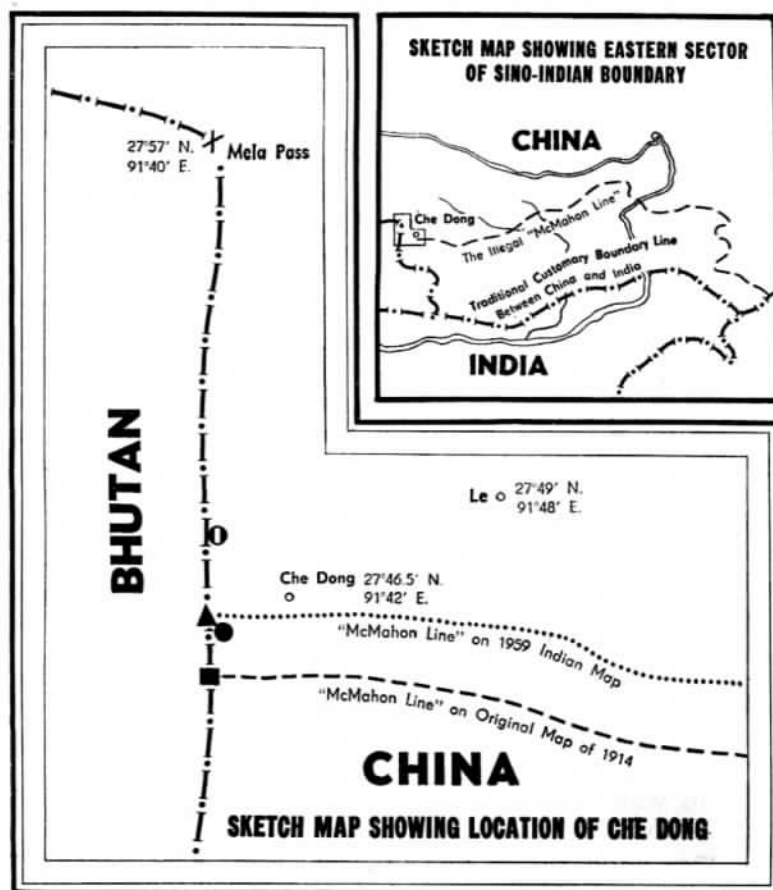 SKETCH MAP SHOWING EASTERN SECTOR
OF SINO-INDIAN BOUNDARY
CHINA
Che Dong
The Illegal "McMahon Line"
Traditional Customary Boundary Line
Between China and India
INDIA
27°57' N.
91°40' E.
Mela Pass
BHUTAN
Le 27°49' N.
91°48' E.
Che Dong 27°46.5' N.
91°42' E.
"McMahon Line" on 1959 Indian Map
"McMahon Line" on Original Map of 1914
CHINA
SKETCH MAP SHOWING LOCATION OF CHE DONG